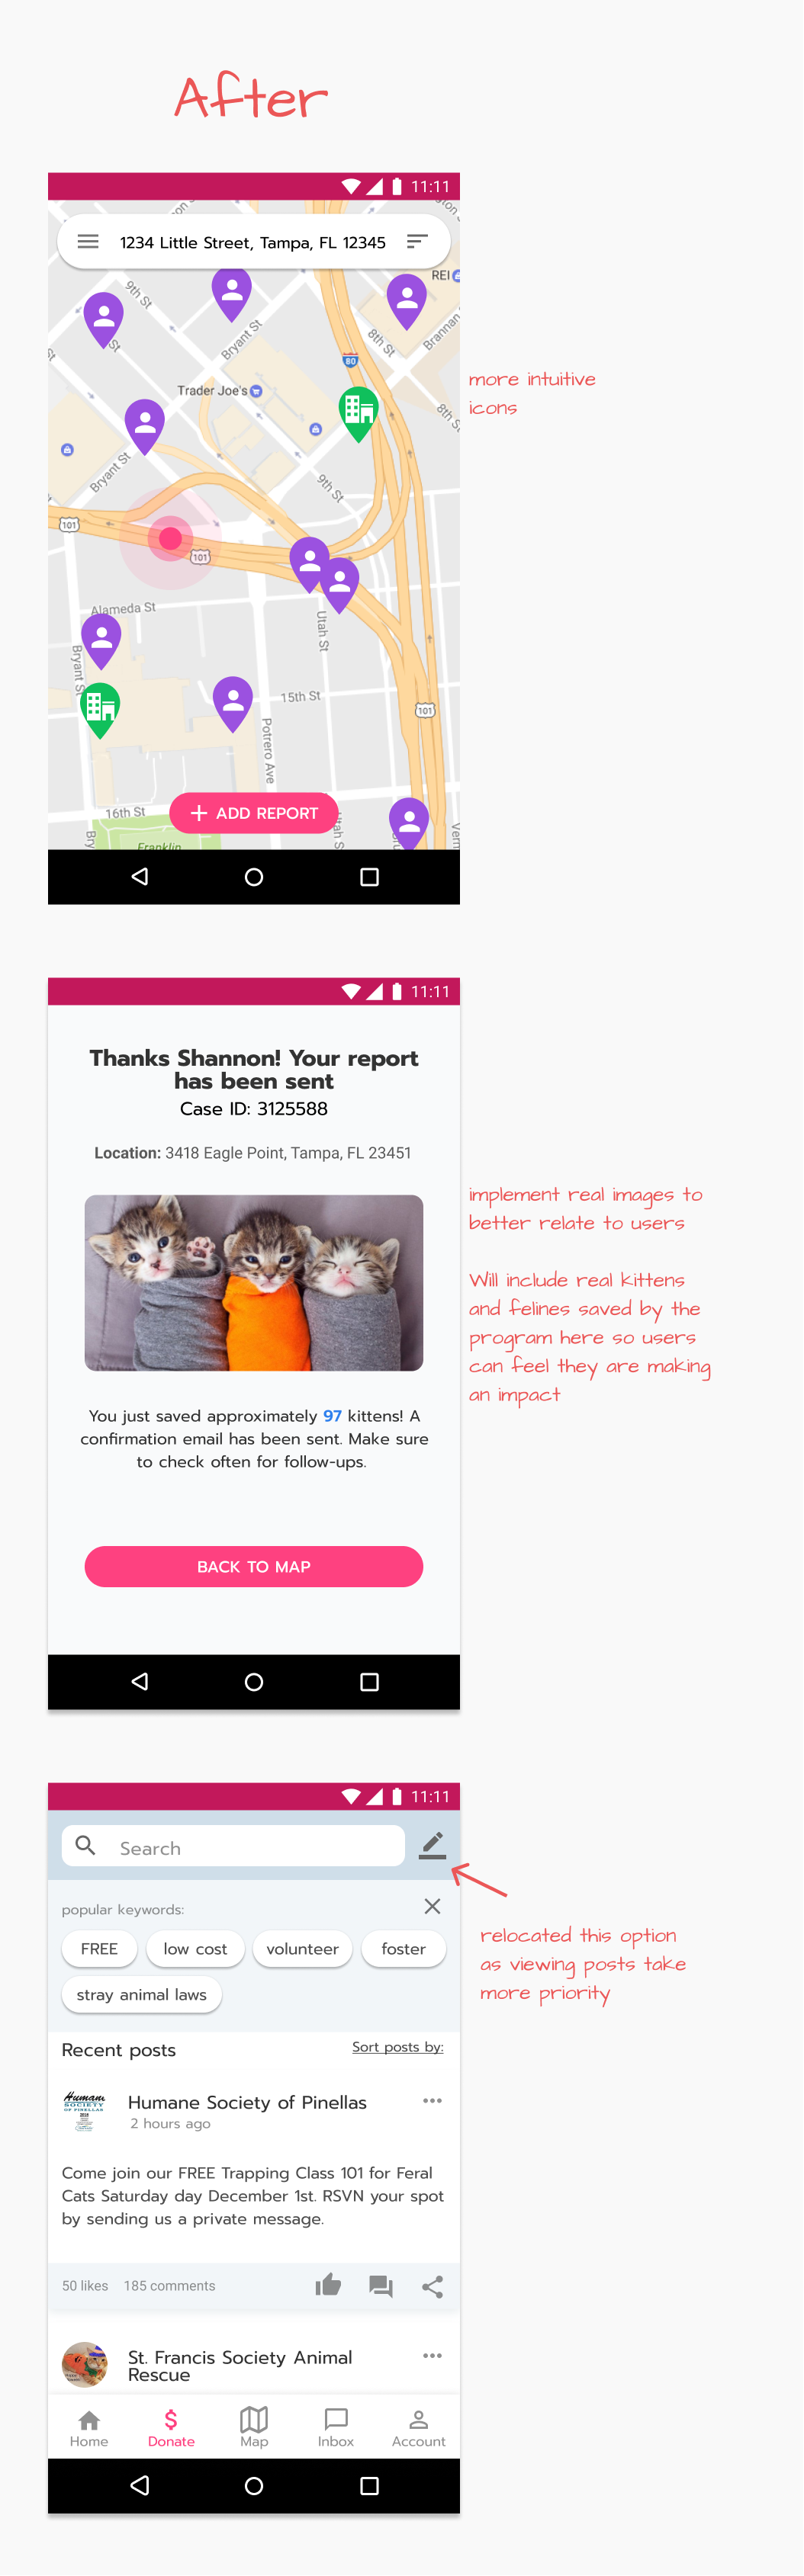 After
11:11
1234 Little Street, Tampa, FL 12345
REI
9th St
Bryant St
8th St
Brannan
80
Trader Joe's
8th St
Bryant St
9th St
101
101
Alameda St
Bryant St
Utah St
15th St
101
Potrero Ave
16th St
+ ADD REPORT
Franklin
more intuitive
icons
11:11
Thanks Shannon! Your report
has been sent
Case ID: 3125588
Location: 3418 Eagle Point, Tampa, FL 23451
You just saved approximately 97 kittens! A
confirmation email has been sent. Make sure
to check often for follow-ups.
BACK TO MAP
implement real images to
better relate to users
Will include real kittens
and felines saved by the
program here so users
can feel they are making
an impact
11:11
Search
popular keywords:
FREE low cost volunteer foster
stray animal laws
Recent posts Sort posts by:
Humane
SOCIETY
OF PINELLAS
Humane Society of Pinellas
2 hours ago
Come join our FREE Trapping Class 101 for Feral
Cats Saturday day December 1st. RSVN your spot
by sending us a private message.
50 likes 185 comments
St. Francis Society Animal
Rescue
Home Donate Map Inbox Account
relocated this option
as viewing posts take
more priority